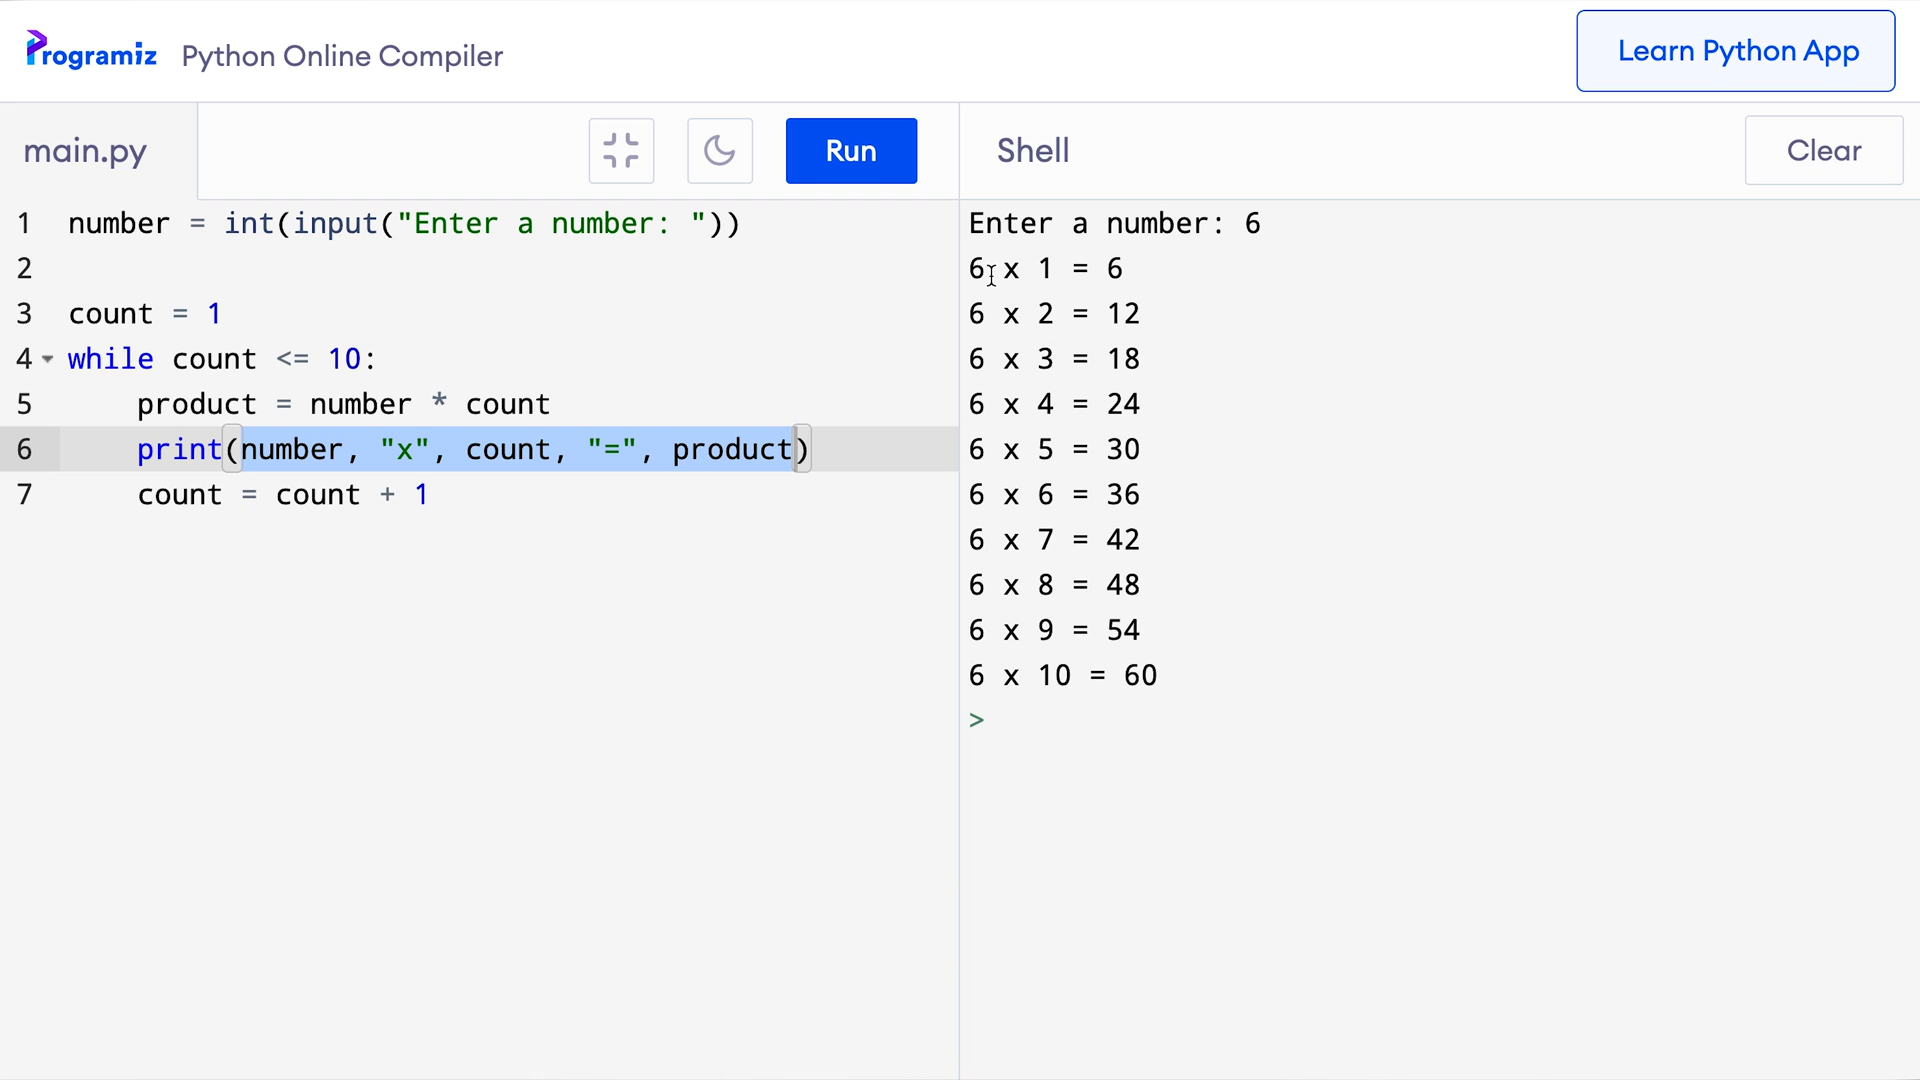 Programiz Python Online Compiler
Learn Python App
main.py
Run
Shell
Clear
1 number = int(input("Enter a number: "))
2
3 count = 1
4 while count <= 10:
5     product = number * count
6     print(number, "x", count, "=", product)
7     count = count + 1
Enter a number: 6
6 x 1 = 6
6 x 2 = 12
6 x 3 = 18
6 x 4 = 24
6 x 5 = 30
6 x 6 = 36
6 x 7 = 42
6 x 8 = 48
6 x 9 = 54
6 x 10 = 60
>